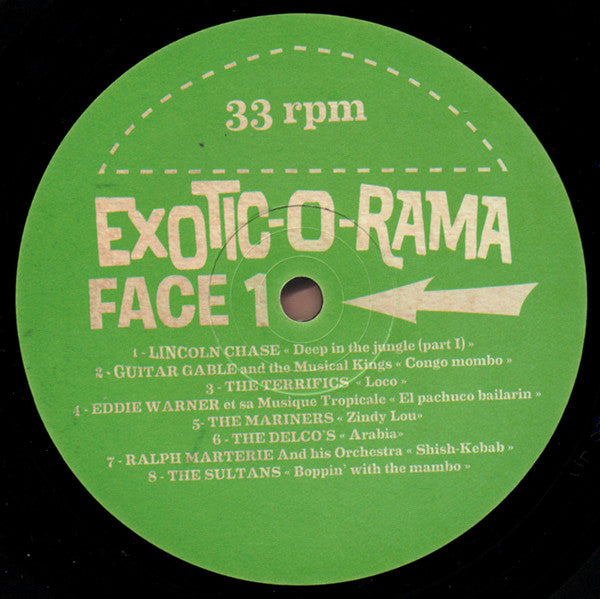 33 rpm
EXOTIC-O-RAMA
FACE 1
1 - LINCOLN CHASE « Deep in the jungle (part I) »
2 - GUITAR GABLE and the Musical Kings « Congo mombo »
3 - THE TERRIFICS « Loco »
4 - EDDIE WARNER et sa Musique Tropicale « El pachuco bailarin »
5- THE MARINERS « Zindy Lou»
6 - THE DELCO'S « Arabia»
7 - RALPH MARTERIE And his Orchestra « Shish-Kebab »
8 - THE SULTANS « Boppin' with the mambo »